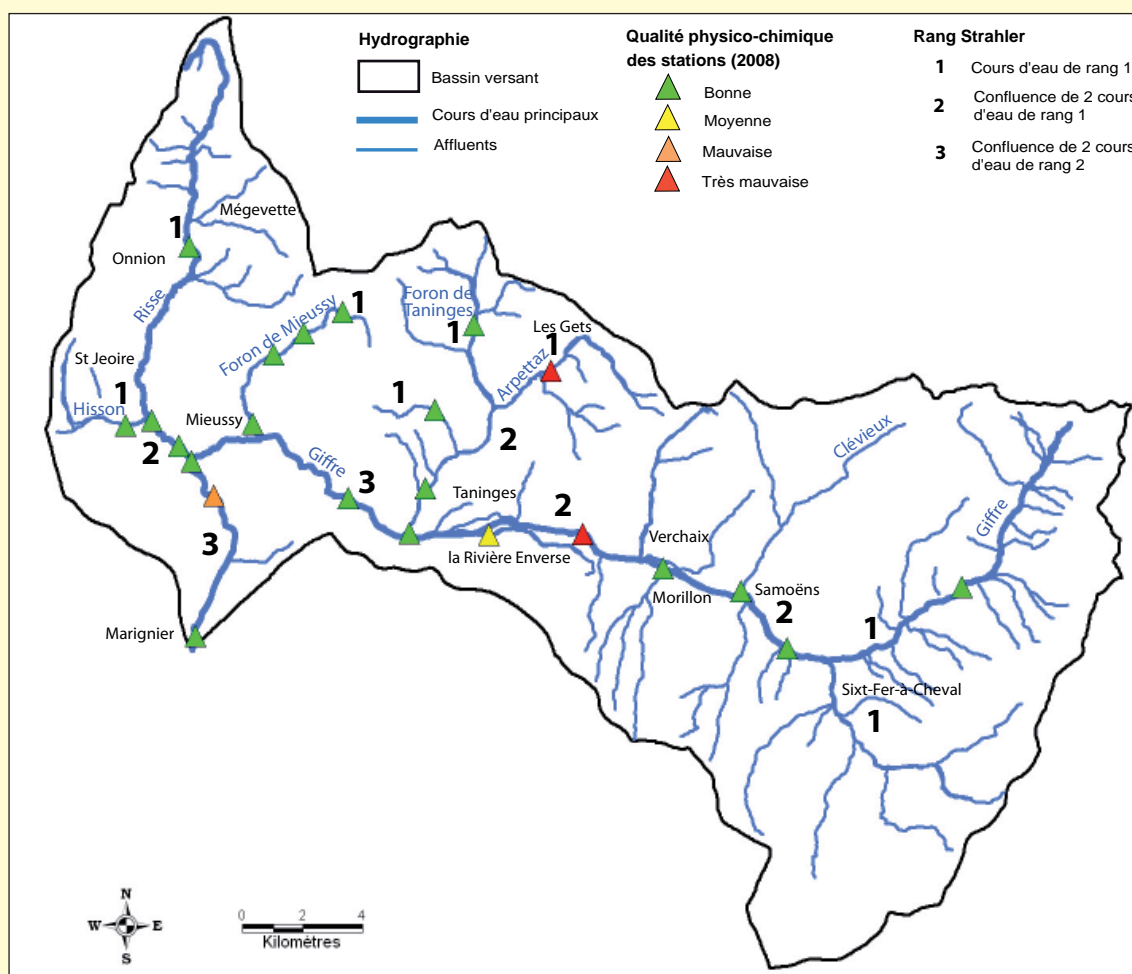 Hydrographie
Bassin versant
Cours d'eau principaux
Affluents
Qualité physico-chimique
des stations (2008)
Bonne
Moyenne
Mauvaise
Très mauvaise
Rang Strahler
1 Cours d'eau de rang 1
2 Confluence de 2 cours
d'eau de rang 1
3 Confluence de 2 cours
d'eau de rang 2
Mégevette
1
Onnion
Risse
Foron de Mieussy
1
Foron de
Taninges
1
Les Gets
1
Arpettaz
St Jeoire
1
Hisson
2
Mieussy
1
2
Clévieux
Giffre
3
Taninges
2
Verchaix
Giffre
la Rivière Enverse
Morillon
Samoëns
2
1
3
Marignier
Sixt-Fer-à-Cheval
1
N
W E
S
0 2 4
Kilomètres